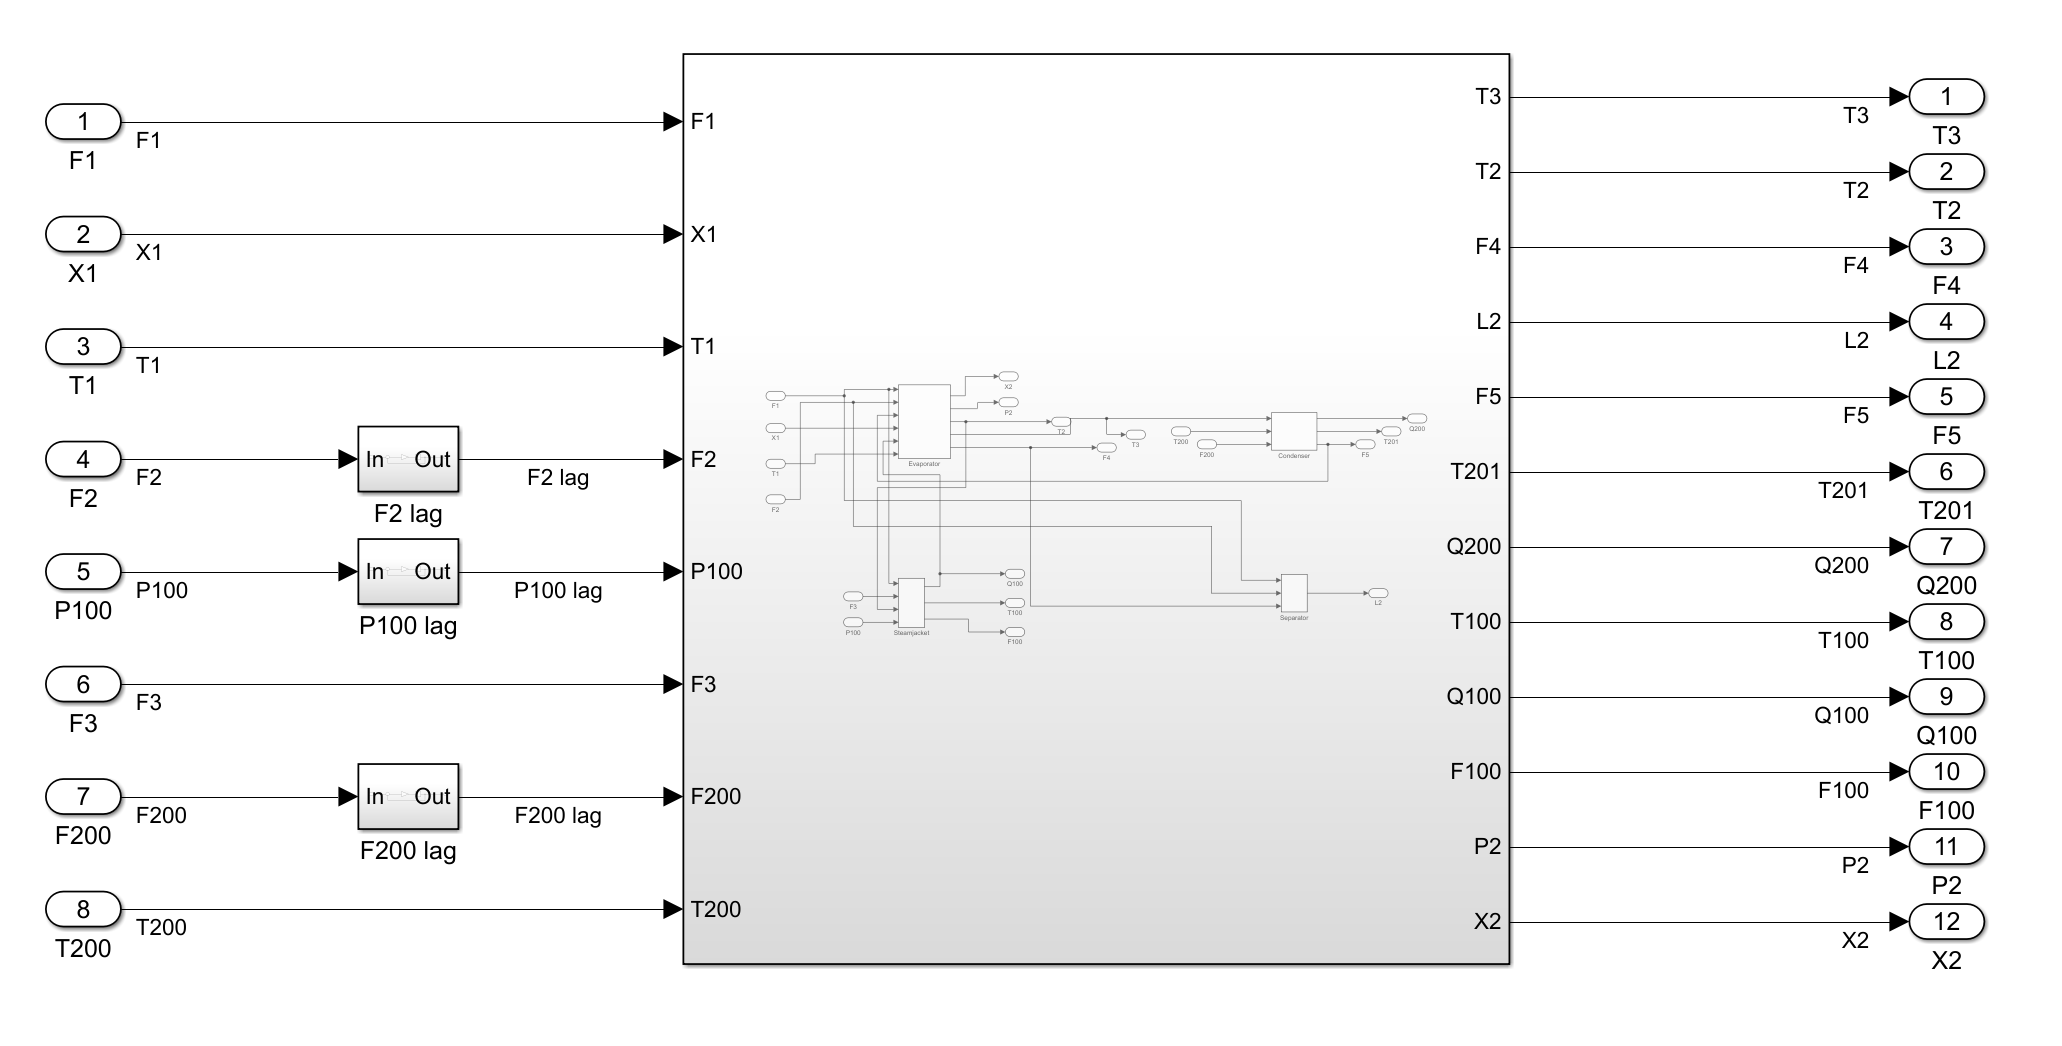 1
F1
F1
2
X1
X1
3
T1
T1
4
F2
F2
In Out
F2 lag
F2 lag
5
P100
P100
In Out
P100 lag
P100 lag
6
F3
F3
7
F200
F200
In Out
F200 lag
F200 lag
8
T200
T200
F1
X1
T1
F2
P100
F3
F200
T200
F1
X1
T1
F2
Evaporator
X2
P2
T2
T3
F4
T200
F200
Condenser
Q200
T201
F5
F3
P100
Steamjacket
Q100
T100
F100
Separator
L2
T3
T2
F4
L2
F5
T201
Q200
T100
Q100
F100
P2
X2
T3
1
T3
T2
2
T2
F4
3
F4
L2
4
L2
F5
5
F5
T201
6
T201
Q200
7
Q200
T100
8
T100
Q100
9
Q100
F100
10
F100
P2
11
P2
X2
12
X2